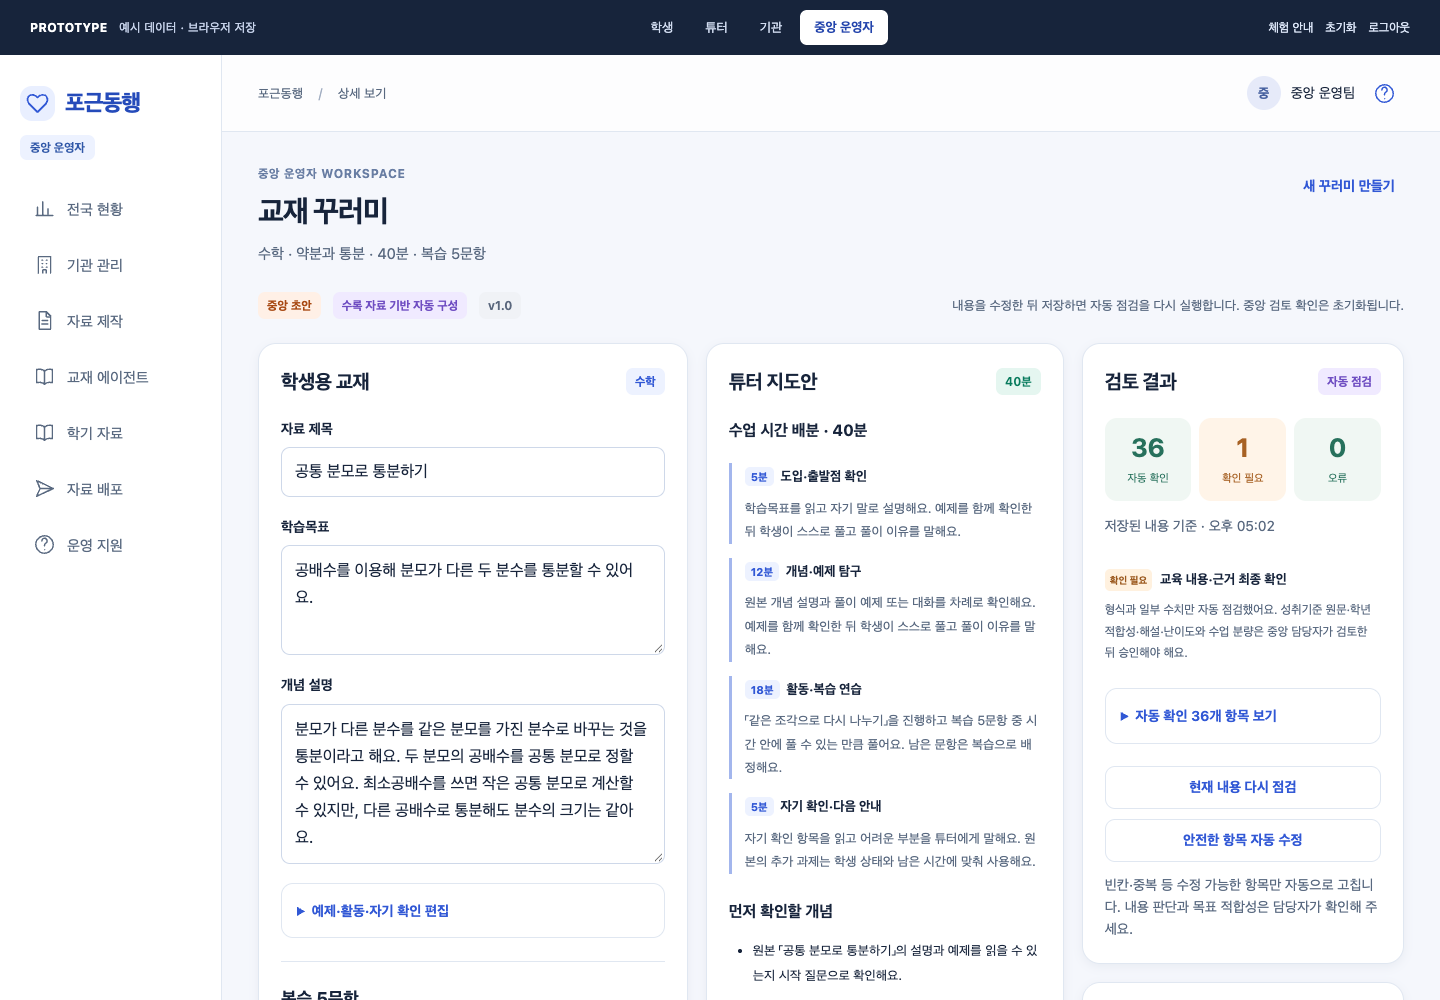 PROTOTYPE 예시 데이터 · 브라우저 저장
학생 튜터 기관 중앙 운영자
체험 안내 초기화 로그아웃
포근동행
중앙 운영자
전국 현황
기관 관리
자료 제작
교재 에이전트
학기 자료
자료 배포
운영 지원
포근동행 / 상세 보기
중 중앙 운영팀
중앙 운영자 WORKSPACE
교재 꾸러미
수학 · 약분과 통분 · 40분 · 복습 5문항
새 꾸러미 만들기
중앙 초안 수록 자료 기반 자동 구성 v1.0
내용을 수정한 뒤 저장하면 자동 점검을 다시 실행합니다. 중앙 검토 확인은 초기화됩니다.
학생용 교재 수학
자료 제목
공통 분모로 통분하기
학습목표
공배수를 이용해 분모가 다른 두 분수를 통분할 수 있어
요.
개념 설명
분모가 다른 분수를 같은 분모를 가진 분수로 바꾸는 것을
통분이라고 해요. 두 분모의 공배수를 공통 분모로 정할
수 있어요. 최소공배수를 쓰면 작은 공통 분모로 계산할
수 있지만, 다른 공배수로 통분해도 분수의 크기는 같아
요.
▶ 예제·활동·자기 확인 편집
복습 5문항
튜터 지도안 40분
수업 시간 배분 · 40분
5분 도입·출발점 확인
학습목표를 읽고 자기 말로 설명해요. 예제를 함께 확인한
뒤 학생이 스스로 풀고 풀이 이유를 말해요.
12분 개념·예제 탐구
원본 개념 설명과 풀이 예제 또는 대화를 차례로 확인해요.
예제를 함께 확인한 뒤 학생이 스스로 풀고 풀이 이유를 말
해요.
18분 활동·복습 연습
「같은 조각으로 다시 나누기」을 진행하고 복습 5문항 중 시
간 안에 풀 수 있는 만큼 풀어요. 남은 문항은 복습으로 배
정해요.
5분 자기 확인·다음 안내
자기 확인 항목을 읽고 어려운 부분을 튜터에게 말해요. 원
본의 추가 과제는 학생 상태와 남은 시간에 맞춰 사용해요.
먼저 확인할 개념
• 원본 「공통 분모로 통분하기」의 설명과 예제를 읽을 수 있
는지 시작 질문으로 확인해요.
검토 결과 자동 점검
36 자동 확인
1 확인 필요
0 오류
저장된 내용 기준 · 오후 05:02
확인 필요 교육 내용·근거 최종 확인
형식과 일부 수치만 자동 점검했어요. 성취기준 원문·학년
적합성·해설·난이도와 수업 분량은 중앙 담당자가 검토한
뒤 승인해야 해요.
▶ 자동 확인 36개 항목 보기
현재 내용 다시 점검
안전한 항목 자동 수정
빈칸·중복 등 수정 가능한 항목만 자동으로 고칩니
다. 내용 판단과 목표 적합성은 담당자가 확인해 주
세요.